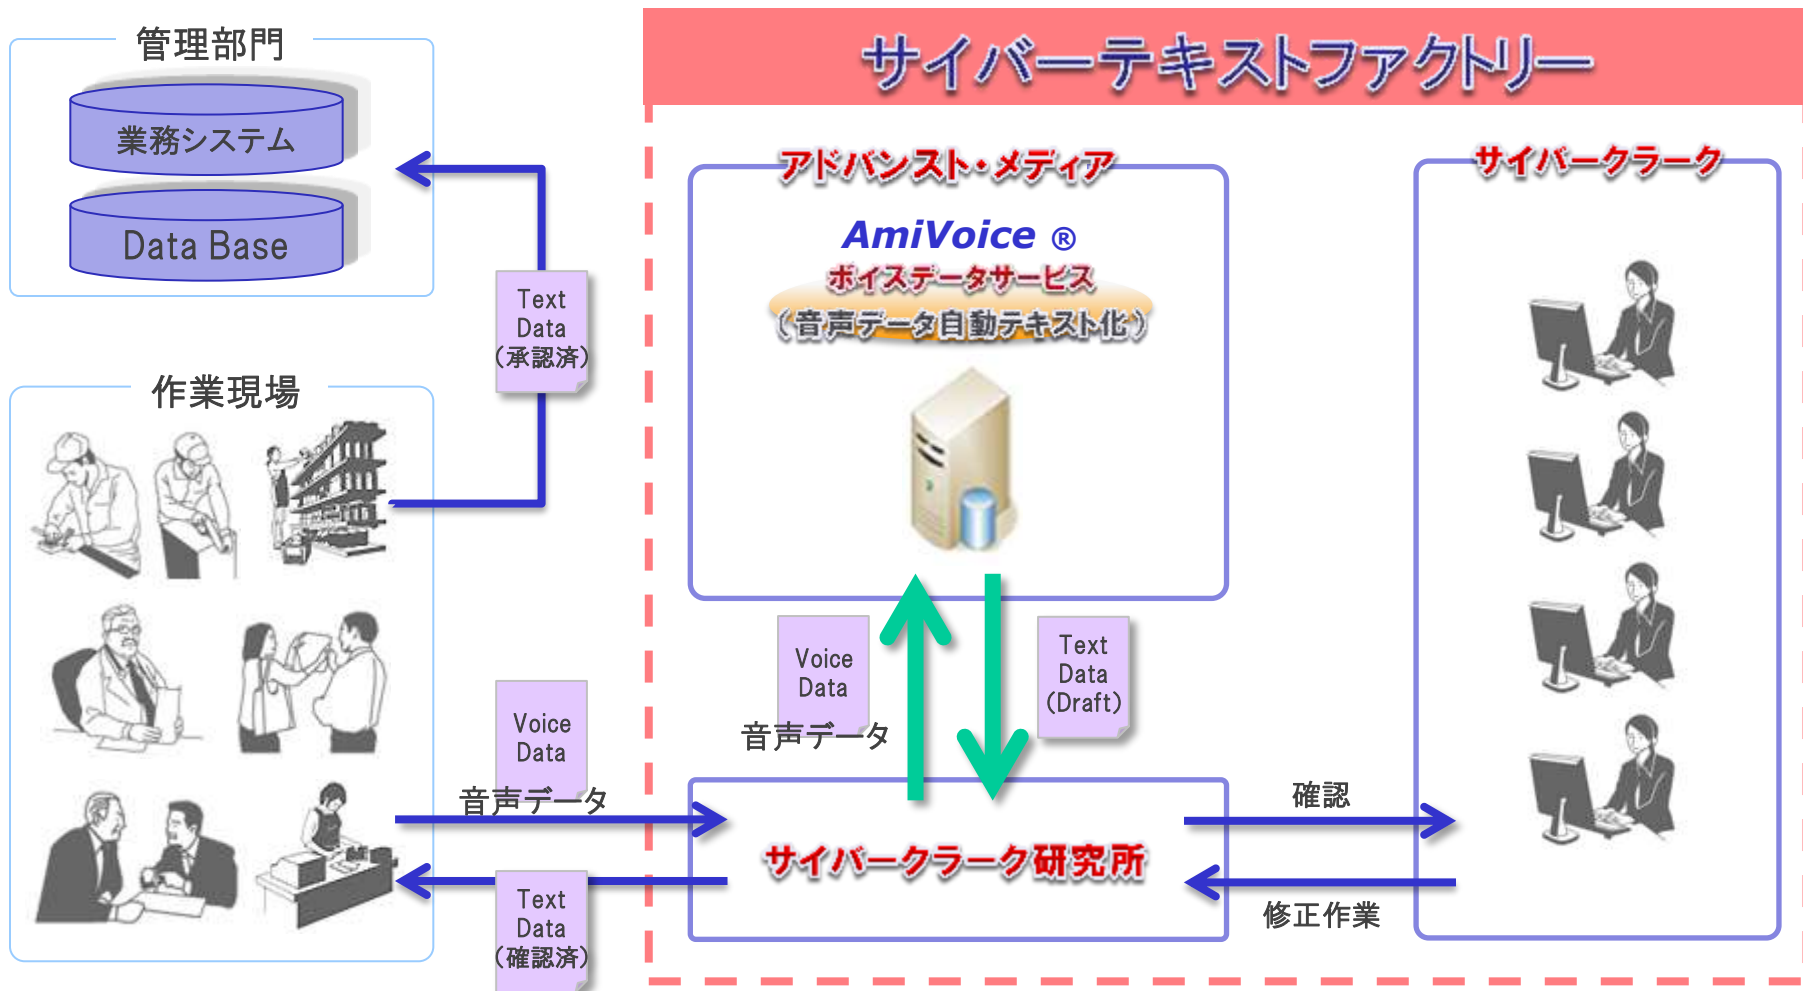 管理部門
業務システム
Data Base
Text
Data
(承認済)
作業現場
Voice
Data
音声データ
Text
Data
(確認済)
サイバーテキストファクトリー
アドバンスト・メディア
AmiVoice ®
ボイスデータサービス
(音声データ自動テキスト化)
Voice
Data
音声データ
Text
Data
(Draft)
サイバークラーク研究所
確認
修正作業
サイバークラーク